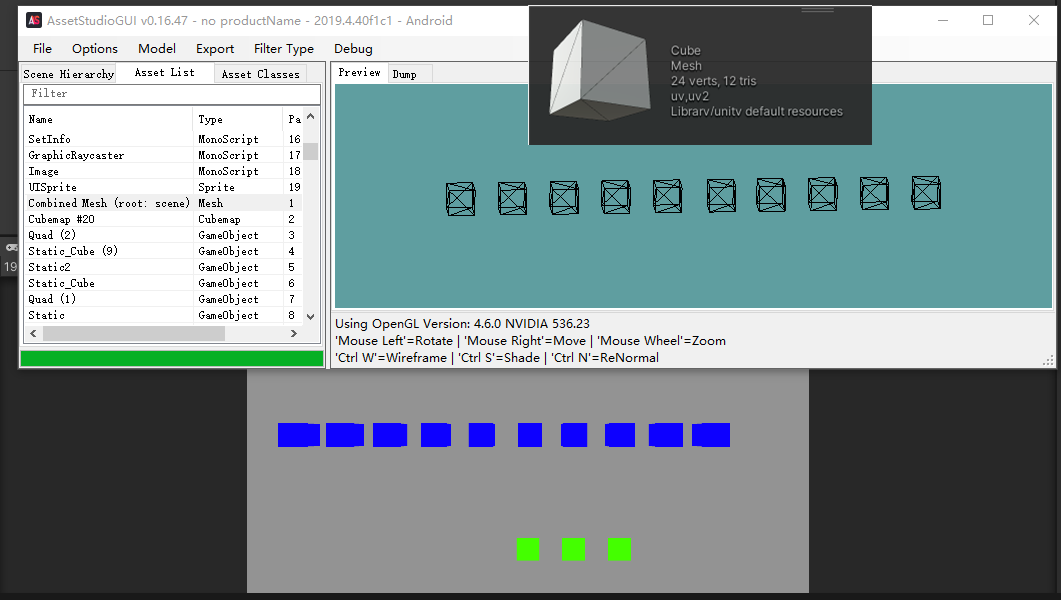 AS AssetStudioGUI v0.16.47 - no productName - 2019.4.40f1c1 - Android
File Options Model Export Filter Type Debug
Scene Hierarchy Asset List Asset Classes
Filter
Name Type Pa
SetInfo MonoScript 16
GraphicRaycaster MonoScript 17
Image MonoScript 18
UISprite Sprite 19
Combined Mesh (root: scene) Mesh 1
Cubemap #20 Cubemap 2
Quad (2) GameObject 3
Static_Cube (9) GameObject 4
Static2 GameObject 5
Static_Cube GameObject 6
Quad (1) GameObject 7
Static GameObject 8
19
Preview Dump
Cube
Mesh
24 verts, 12 tris
uv,uv2
Library/unity default resources
Using OpenGL Version: 4.6.0 NVIDIA 536.23
'Mouse Left'=Rotate | 'Mouse Right'=Move | 'Mouse Wheel'=Zoom
'Ctrl W'=Wireframe | 'Ctrl S'=Shade | 'Ctrl N'=ReNormal